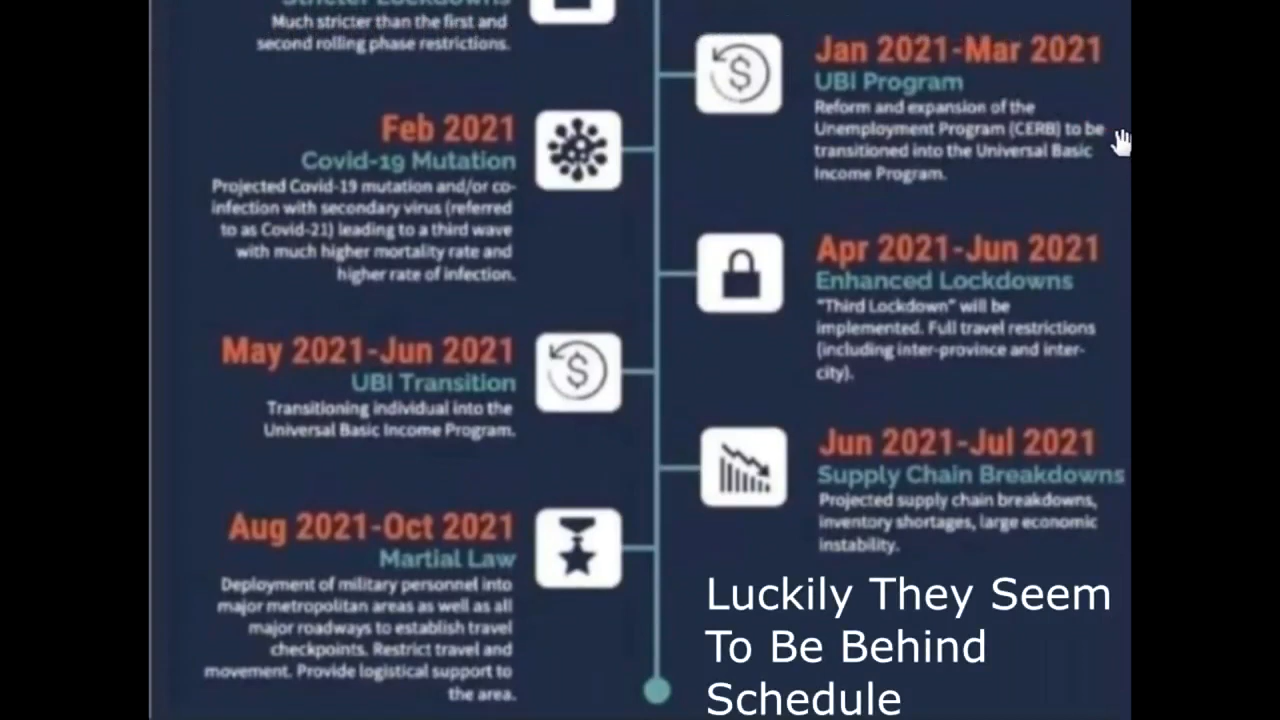 Stricter Lockdowns
Much stricter than the first and
second rolling phase restrictions.
Jan 2021-Mar 2021
UBI Program
Reform and expansion of the
Unemployment Program (CERB) to be
transitioned into the Universal Basic
Income Program.
Feb 2021
Covid-19 Mutation
Projected Covid-19 mutation and/or co-
infection with secondary virus (referred
to as Covid-21) leading to a third wave
with much higher mortality rate and
higher rate of infection.
Apr 2021-Jun 2021
Enhanced Lockdowns
"Third Lockdown" will be
implemented. Full travel restrictions
(including inter-province and inter-
city).
May 2021-Jun 2021
UBI Transition
Transitioning individual into the
Universal Basic Income Program.
Jun 2021-Jul 2021
Supply Chain Breakdowns
Projected supply chain breakdowns,
inventory shortages, large economic
instability.
Aug 2021-Oct 2021
Martial Law
Deployment of military personnel into
major metropolitan areas as well as all
major roadways to establish travel
checkpoints. Restrict travel and
movement. Provide logistical support to
the area.
Luckily They Seem
To Be Behind
Schedule